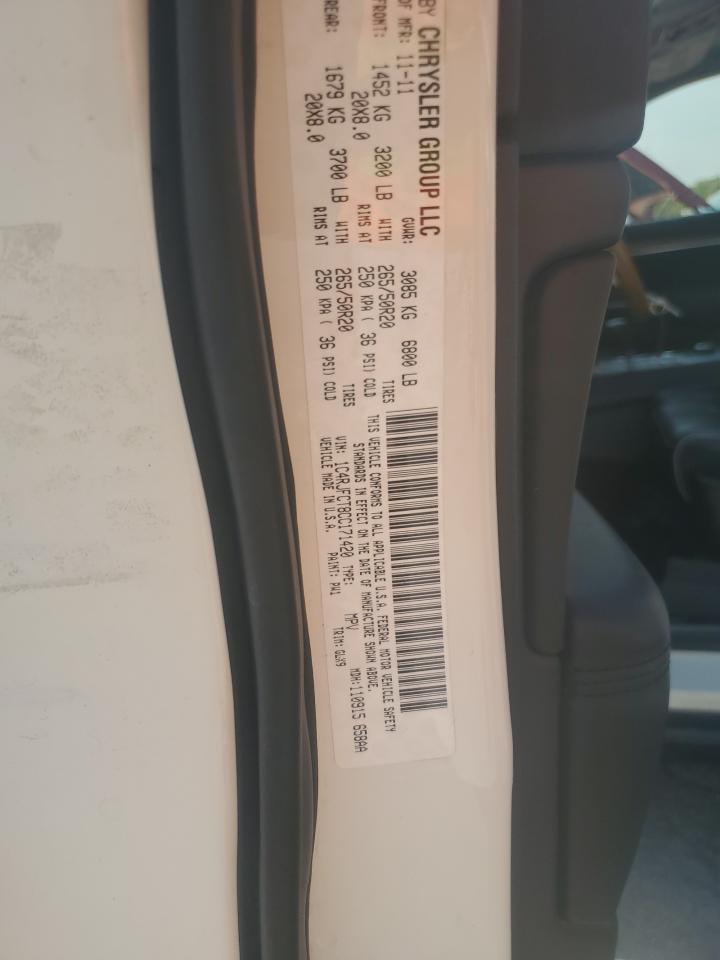 BY CHRYSLER GROUP LLC
OF MFR: 11-11 GVWR: 3085 KG 6800 LB
FRONT: 1452 KG 3200 LB WITH 265/50R20 TIRES
20X8.0 RIMS AT 250 KPA ( 36 PSI) COLD
REAR: 1679 KG 3700 LB WITH 265/50R20 TIRES
20X8.0 RIMS AT 250 KPA ( 36 PSI) COLD
THIS VEHICLE CONFORMS TO ALL APPLICABLE U.S.A. FEDERAL MOTOR VEHICLE SAFETY
STANDARDS IN EFFECT ON THE DATE OF MANUFACTURE SHOWN ABOVE.
VIN: 1C4RJFCT8CC171420 TYPE: MPV MDH: 110915 658AA
VEHICLE MADE IN U.S.A. PAINT: PW1 TRIM: GLX9